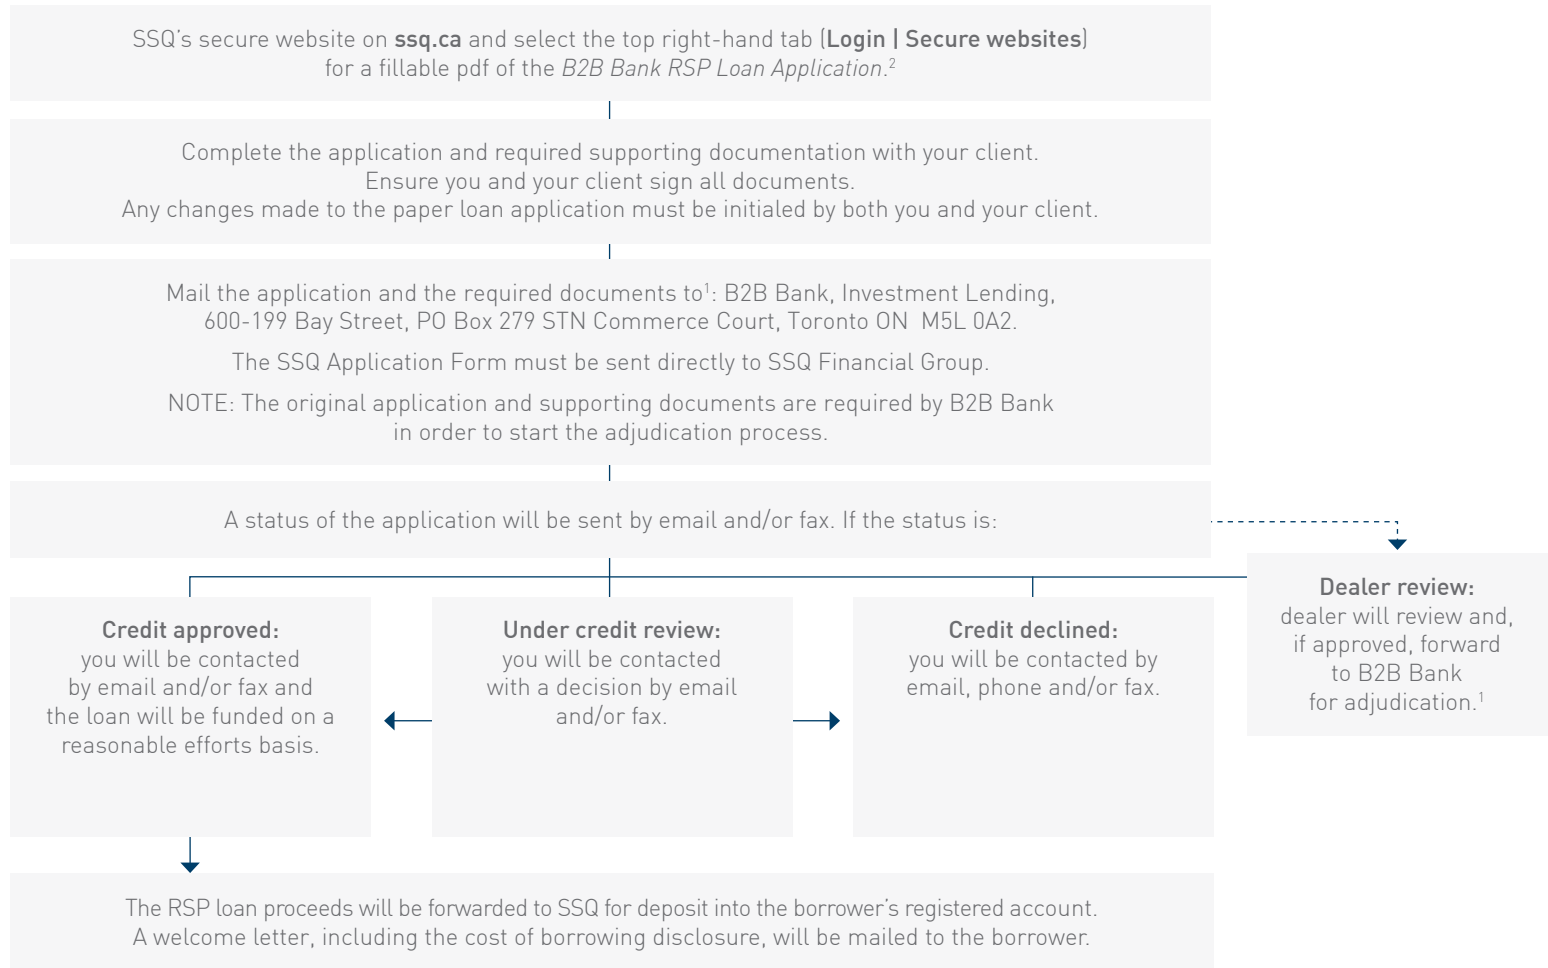 SSQ’s secure website on ssq.ca and select the top right-hand tab (Login | Secure websites)
for a fillable pdf of the B2B Bank RSP Loan Application.²
Complete the application and required supporting documentation with your client.
Ensure you and your client sign all documents.
Any changes made to the paper loan application must be initialed by both you and your client.
Mail the application and the required documents to¹: B2B Bank, Investment Lending,
600-199 Bay Street, PO Box 279 STN Commerce Court, Toronto ON  M5L 0A2.
The SSQ Application Form must be sent directly to SSQ Financial Group.
NOTE: The original application and supporting documents are required by B2B Bank
in order to start the adjudication process.
A status of the application will be sent by email and/or fax. If the status is:
Credit approved:
you will be contacted
by email and/or fax and
the loan will be funded on a
reasonable efforts basis.
Under credit review:
you will be contacted
with a decision by email
and/or fax.
Credit declined:
you will be contacted by
email, phone and/or fax.
Dealer review:
dealer will review and,
if approved, forward
to B2B Bank
for adjudication.¹
The RSP loan proceeds will be forwarded to SSQ for deposit into the borrower’s registered account.
A welcome letter, including the cost of borrowing disclosure, will be mailed to the borrower.